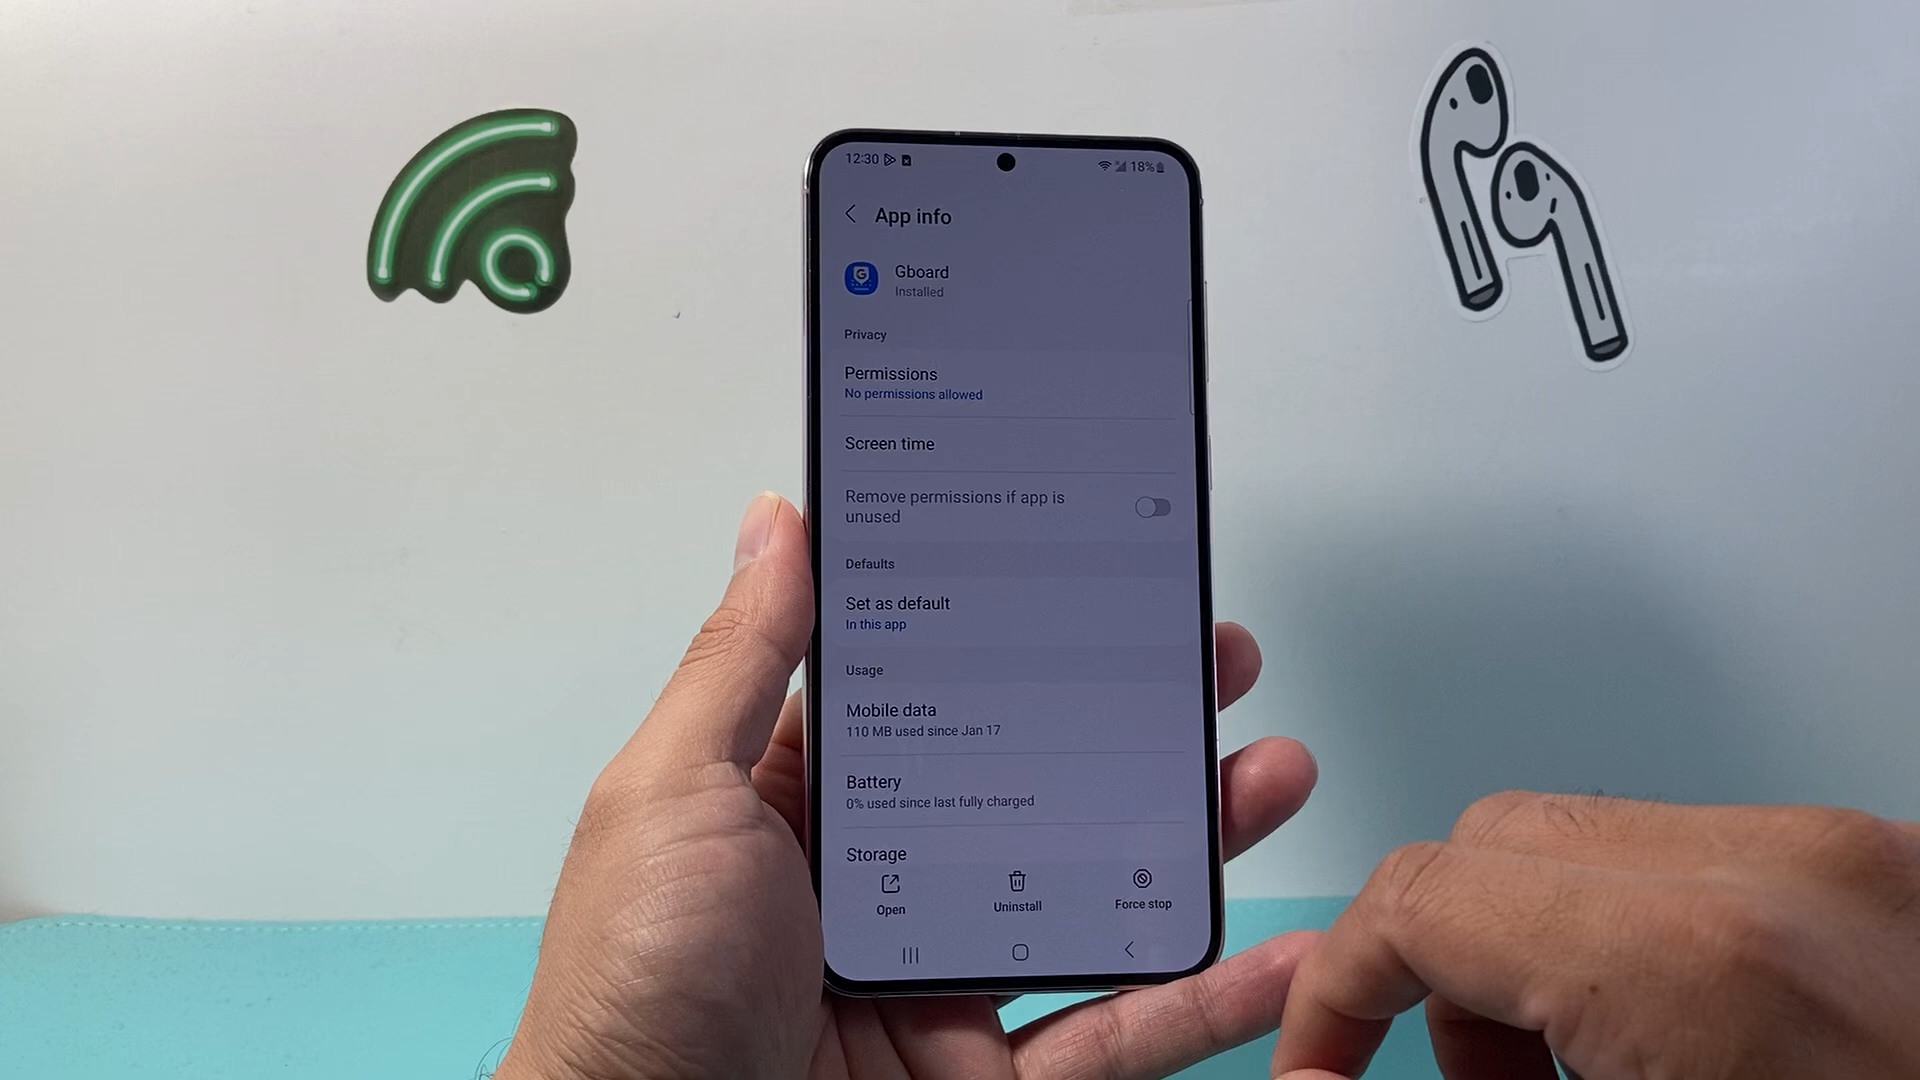 12:30
18%
App info
Gboard
Installed
Privacy
Permissions
No permissions allowed
Screen time
Remove permissions if app is
unused
Defaults
Set as default
In this app
Usage
Mobile data
110 MB used since Jan 17
Battery
0% used since last fully charged
Storage
Open
Uninstall
Force stop